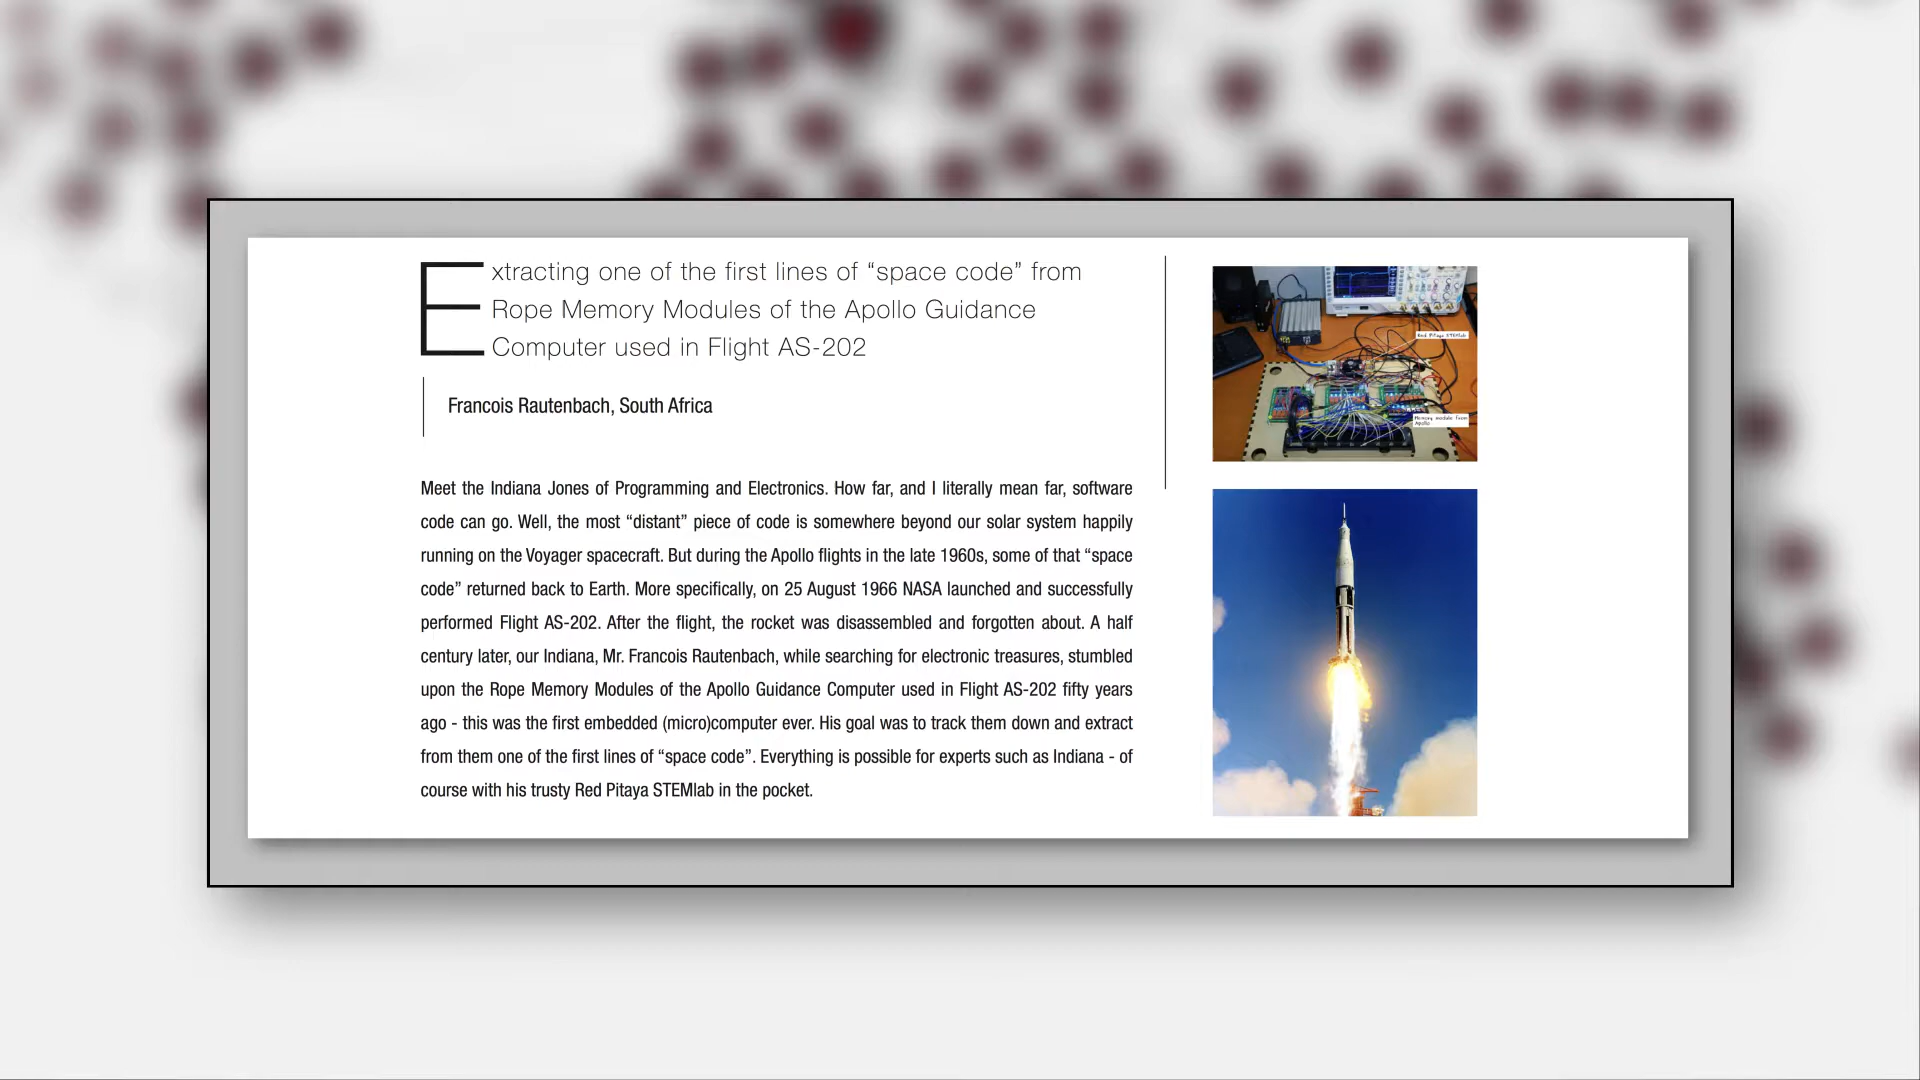 Extracting one of the first lines of “space code” from
Rope Memory Modules of the Apollo Guidance
Computer used in Flight AS-202
Francois Rautenbach, South Africa
Meet the Indiana Jones of Programming and Electronics. How far, and I literally mean far, software
code can go. Well, the most “distant” piece of code is somewhere beyond our solar system happily
running on the Voyager spacecraft. But during the Apollo flights in the late 1960s, some of that “space
code” returned back to Earth. More specifically, on 25 August 1966 NASA launched and successfully
performed Flight AS-202. After the flight, the rocket was disassembled and forgotten about. A half
century later, our Indiana, Mr. Francois Rautenbach, while searching for electronic treasures, stumbled
upon the Rope Memory Modules of the Apollo Guidance Computer used in Flight AS-202 fifty years
ago - this was the first embedded (micro)computer ever. His goal was to track them down and extract
from them one of the first lines of “space code”. Everything is possible for experts such as Indiana - of
course with his trusty Red Pitaya STEMlab in the pocket.
Red Pitaya STEMlab
Memory module from
Apollo